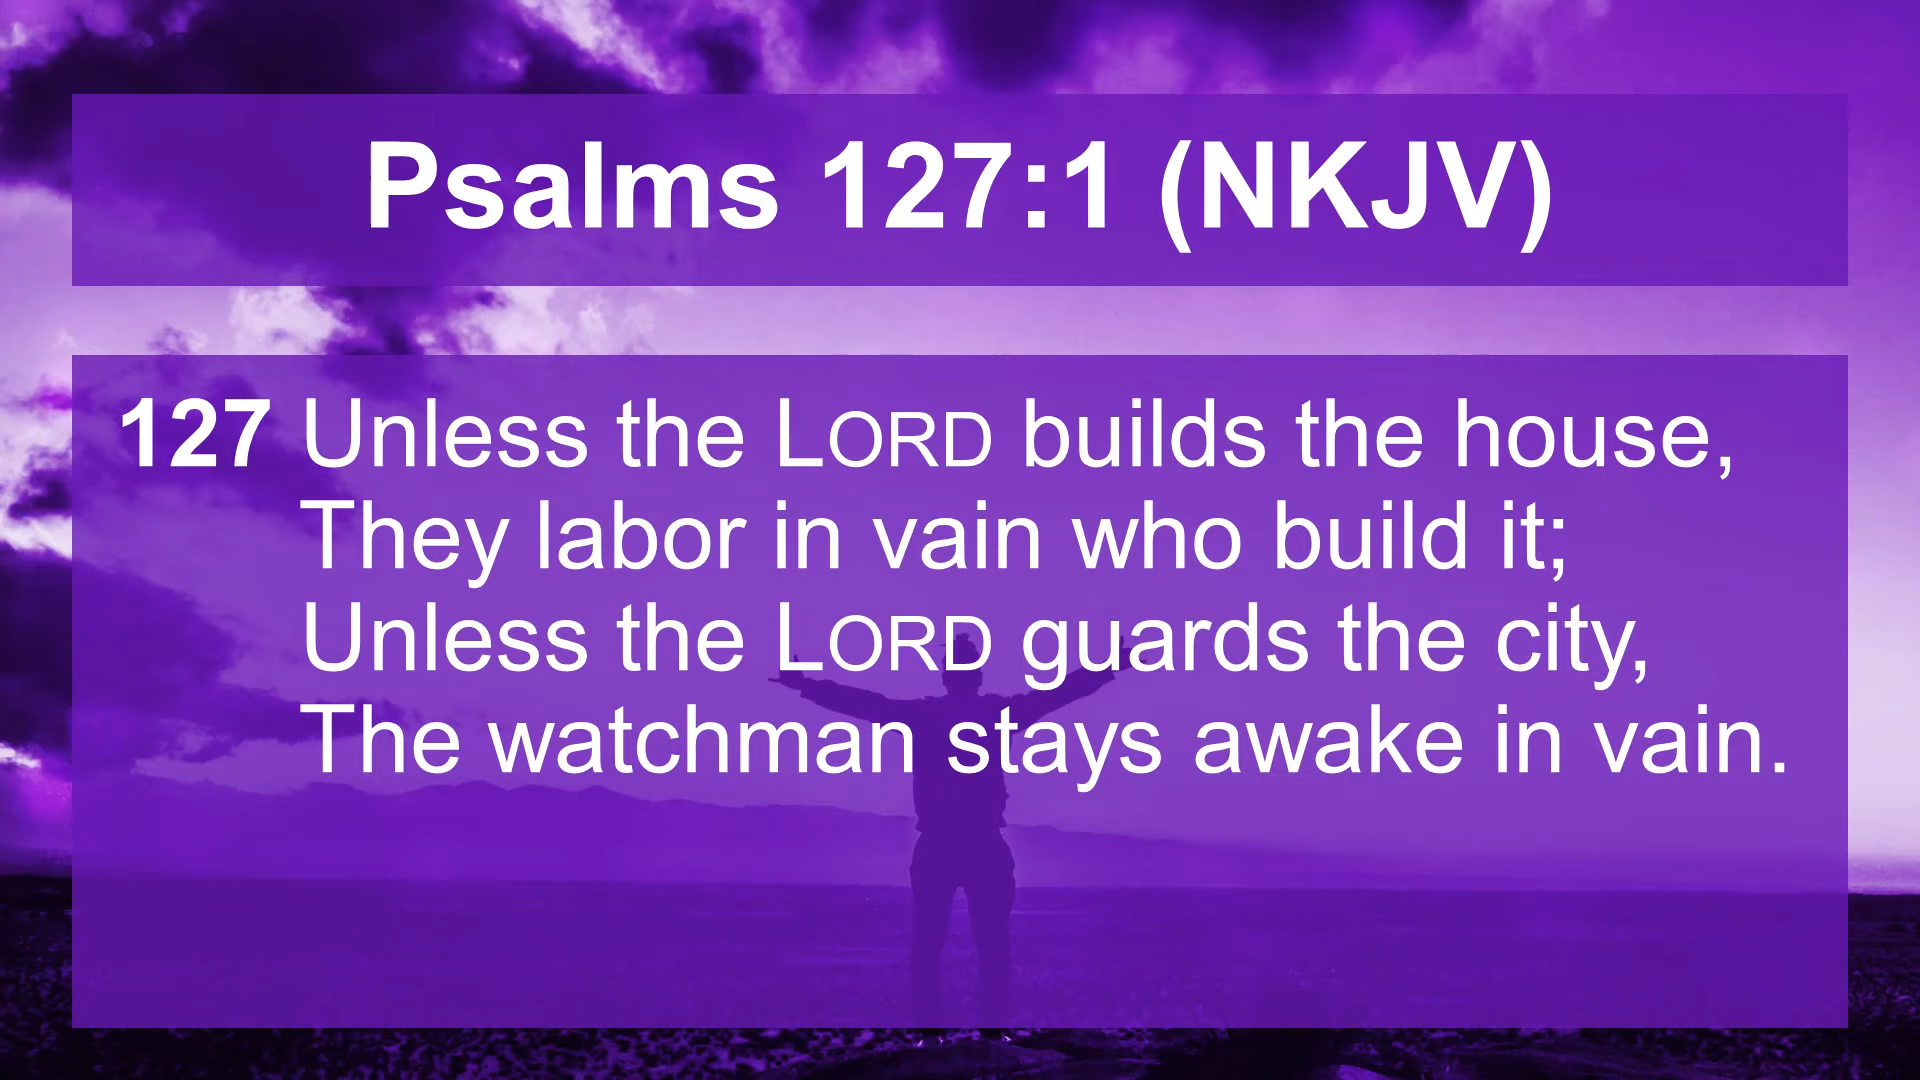 Psalms 127:1 (NKJV)
127 Unless the LORD builds the house,
They labor in vain who build it;
Unless the LORD guards the city,
The watchman stays awake in vain.